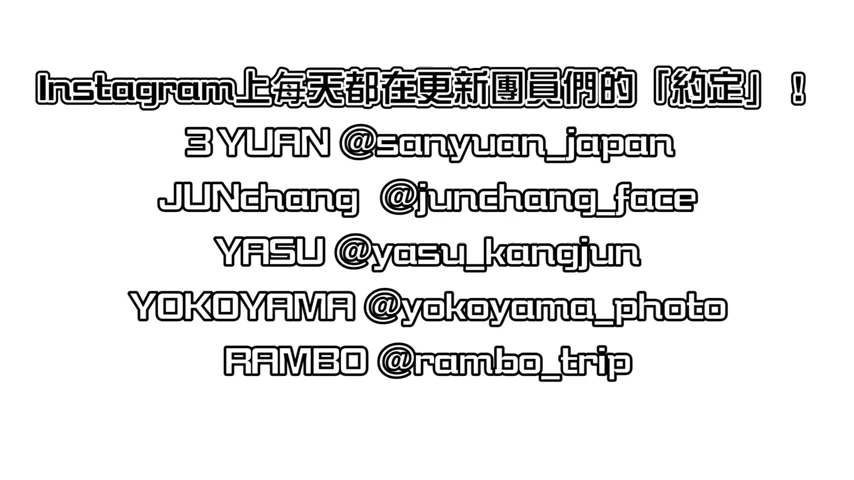 Instagram上每天都在更新團員們的「約定」！
3 YUAN @sanyuan_japan
JUNchang @junchang_face
YASU @yasu_kangjun
YOKOYAMA @yokoyama_photo
RAMBO @rambo_trip